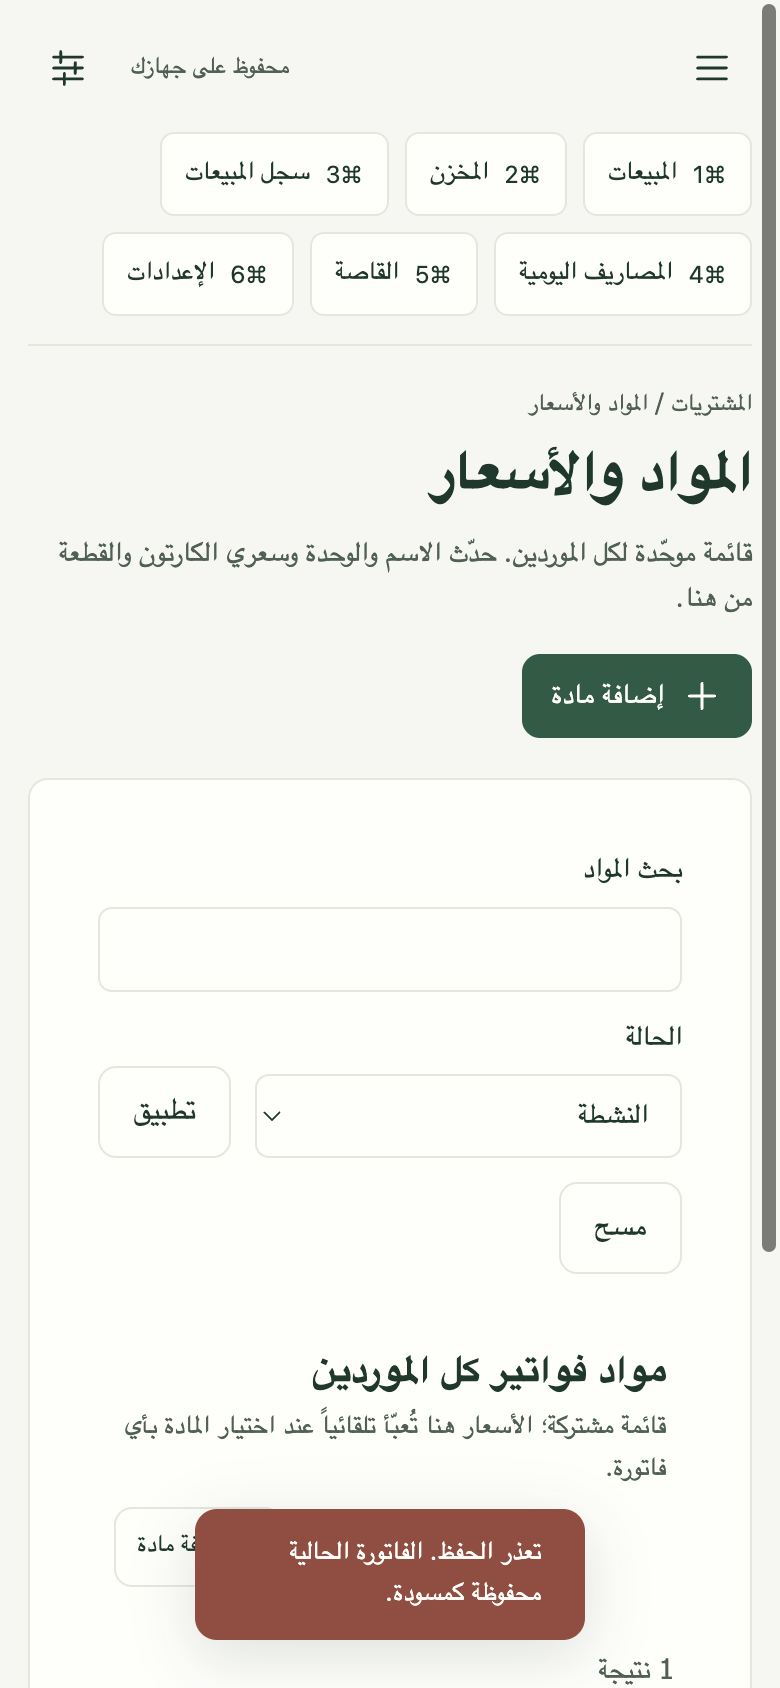 محفوظ على جهازك
⌘1 المبيعات ⌘2 المخزن ⌘3 سجل المبيعات
⌘4 المصاريف اليومية ⌘5 القاصة ⌘6 الإعدادات
المشتريات / المواد والأسعار
المواد والأسعار
قائمة موحّدة لكل الموردين. حدّث الاسم والوحدة وسعري الكارتون والقطعة
من هنا.
إضافة مادة
بحث المواد
الحالة
النشطة
تطبيق
مسح
مواد فواتير كل الموردين
قائمة مشتركة؛ الأسعار هنا تُعبّأ تلقائياً عند اختيار المادة بأي
فاتورة.
مادة
تعذر الحفظ. الفاتورة الحالية
محفوظة كمسودة.
1 نتيجة